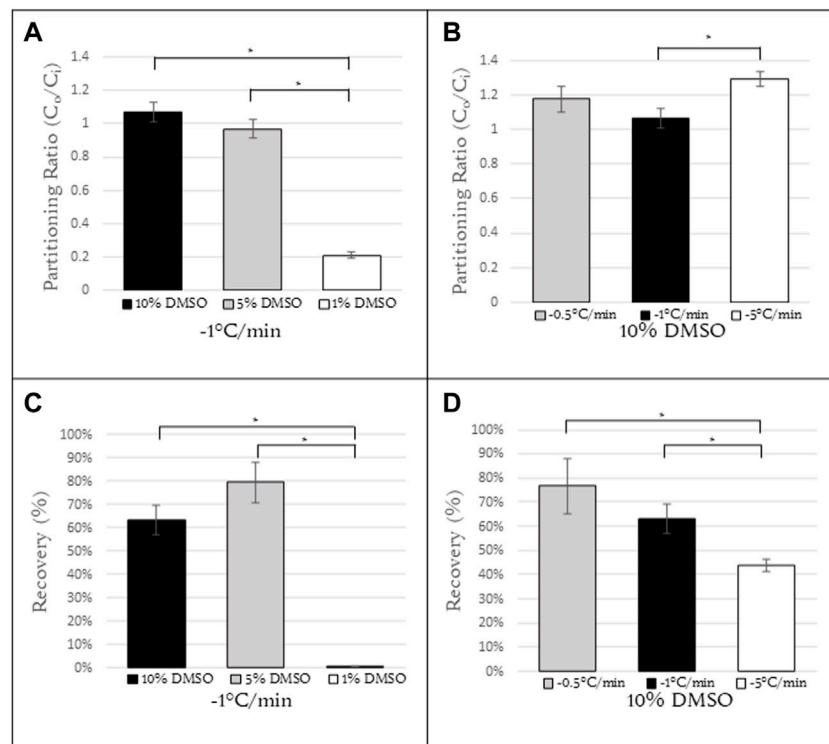 A
Partitioning Ratio (Cₒ/Cᵢ)
1.4
1.2
1
0.8
0.6
0.4
0.2
0
*
*
10% DMSO 5% DMSO 1% DMSO
-1°C/min
B
Partitioning Ratio (Cₒ/Cᵢ)
1.4
1.2
1
0.8
0.6
0.4
0.2
0
*
-0.5°C/min -1°C/min -5°C/min
10% DMSO
C
Recovery (%)
100%
90%
80%
70%
60%
50%
40%
30%
20%
10%
0%
*
*
10% DMSO 5% DMSO 1% DMSO
-1°C/min
D
Recovery (%)
100%
90%
80%
70%
60%
50%
40%
30%
20%
10%
0%
*
*
-0.5°C/min -1°C/min -5°C/min
10% DMSO